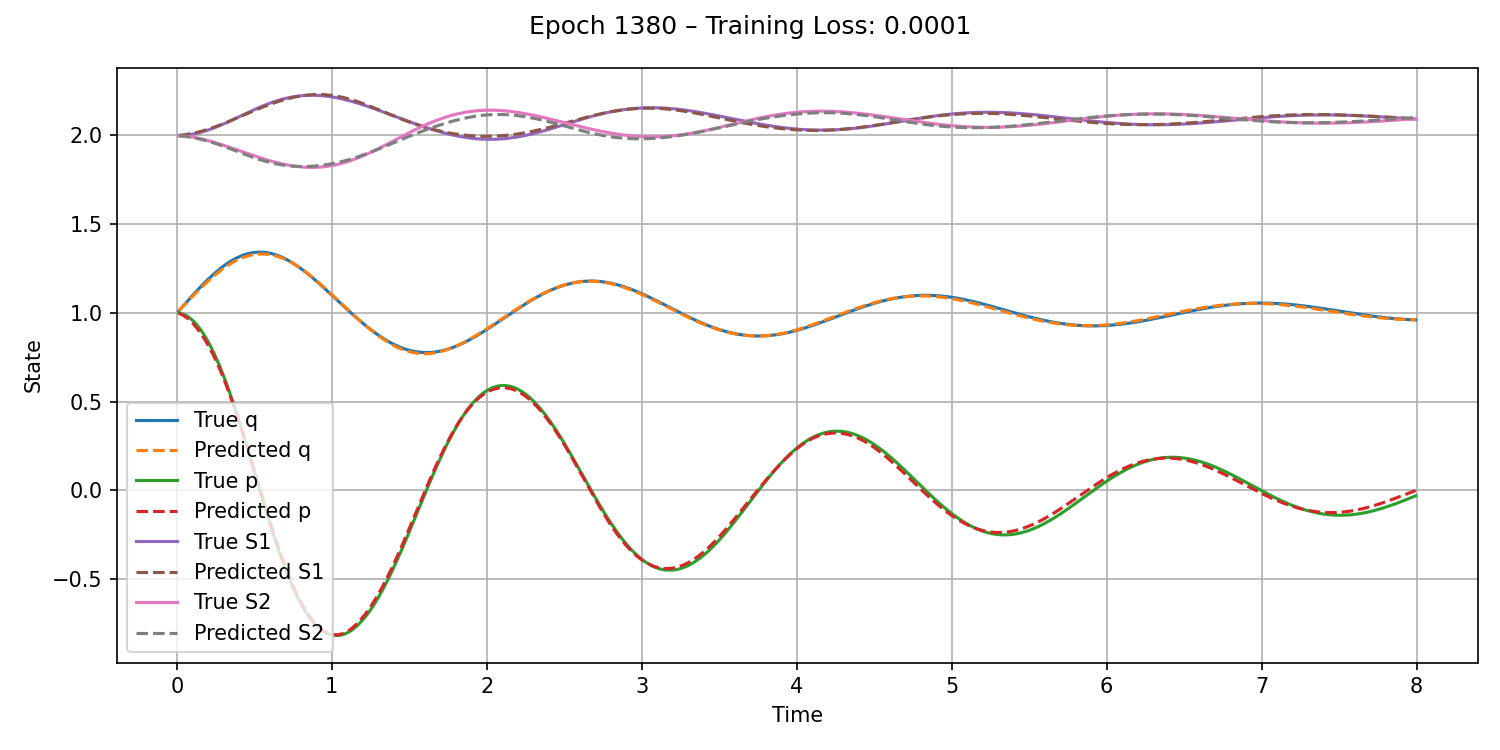 Epoch 1380 – Training Loss: 0.0001
2.0
1.5
1.0
0.5
0.0
−0.5
State
True q
Predicted q
True p
Predicted p
True S1
Predicted S1
True S2
Predicted S2
0 1 2 3 4 5 6 7 8
Time